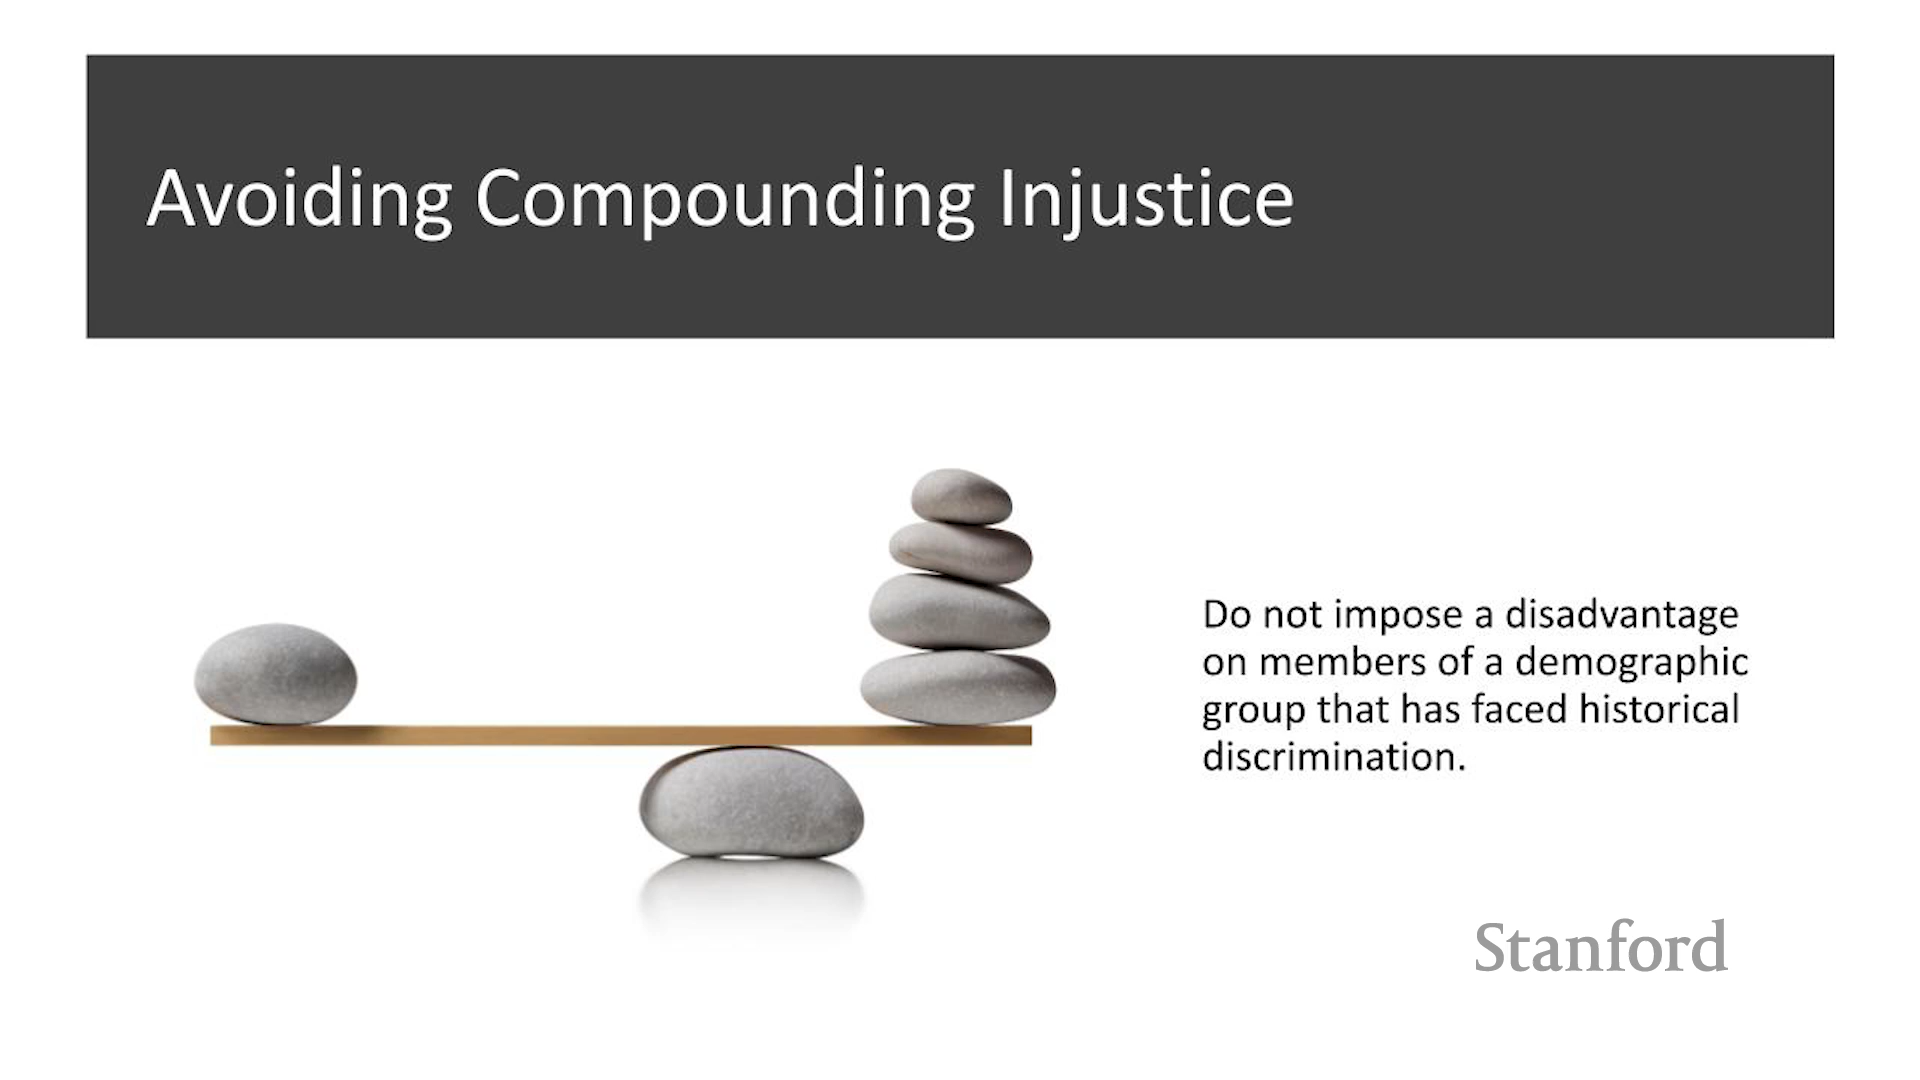 Avoiding Compounding Injustice
Do not impose a disadvantage
on members of a demographic
group that has faced historical
discrimination.
Stanford